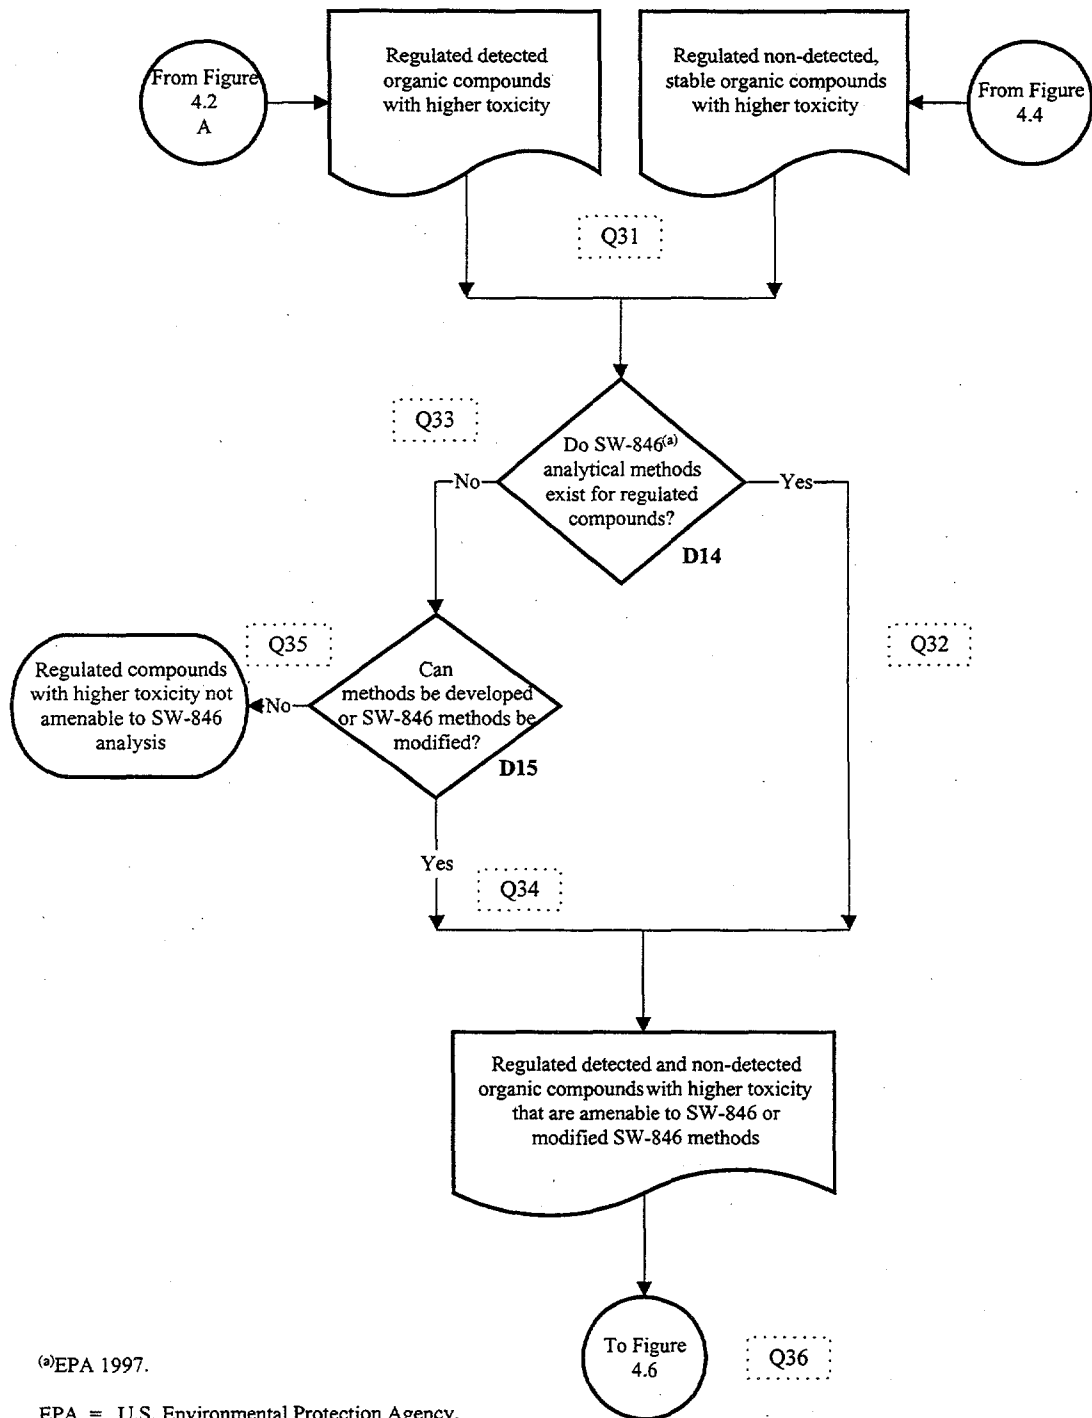 From Figure
4.2
A
Regulated detected
organic compounds
with higher toxicity
Regulated non-detected,
stable organic compounds
with higher toxicity
From Figure
4.4
Q31
Q33
Do SW-846(a)
analytical methods
exist for regulated
compounds?
No
Yes
D14
Q35
Q32
Regulated compounds
with higher toxicity not
amenable to SW-846
analysis
No
Can
methods be developed
or SW-846 methods be
modified?
D15
Yes
Q34
Regulated detected and non-detected
organic compounds with higher toxicity
that are amenable to SW-846 or
modified SW-846 methods
To Figure
4.6
Q36
(a)EPA 1997.
EPA = U.S. Environmental Protection Agency.